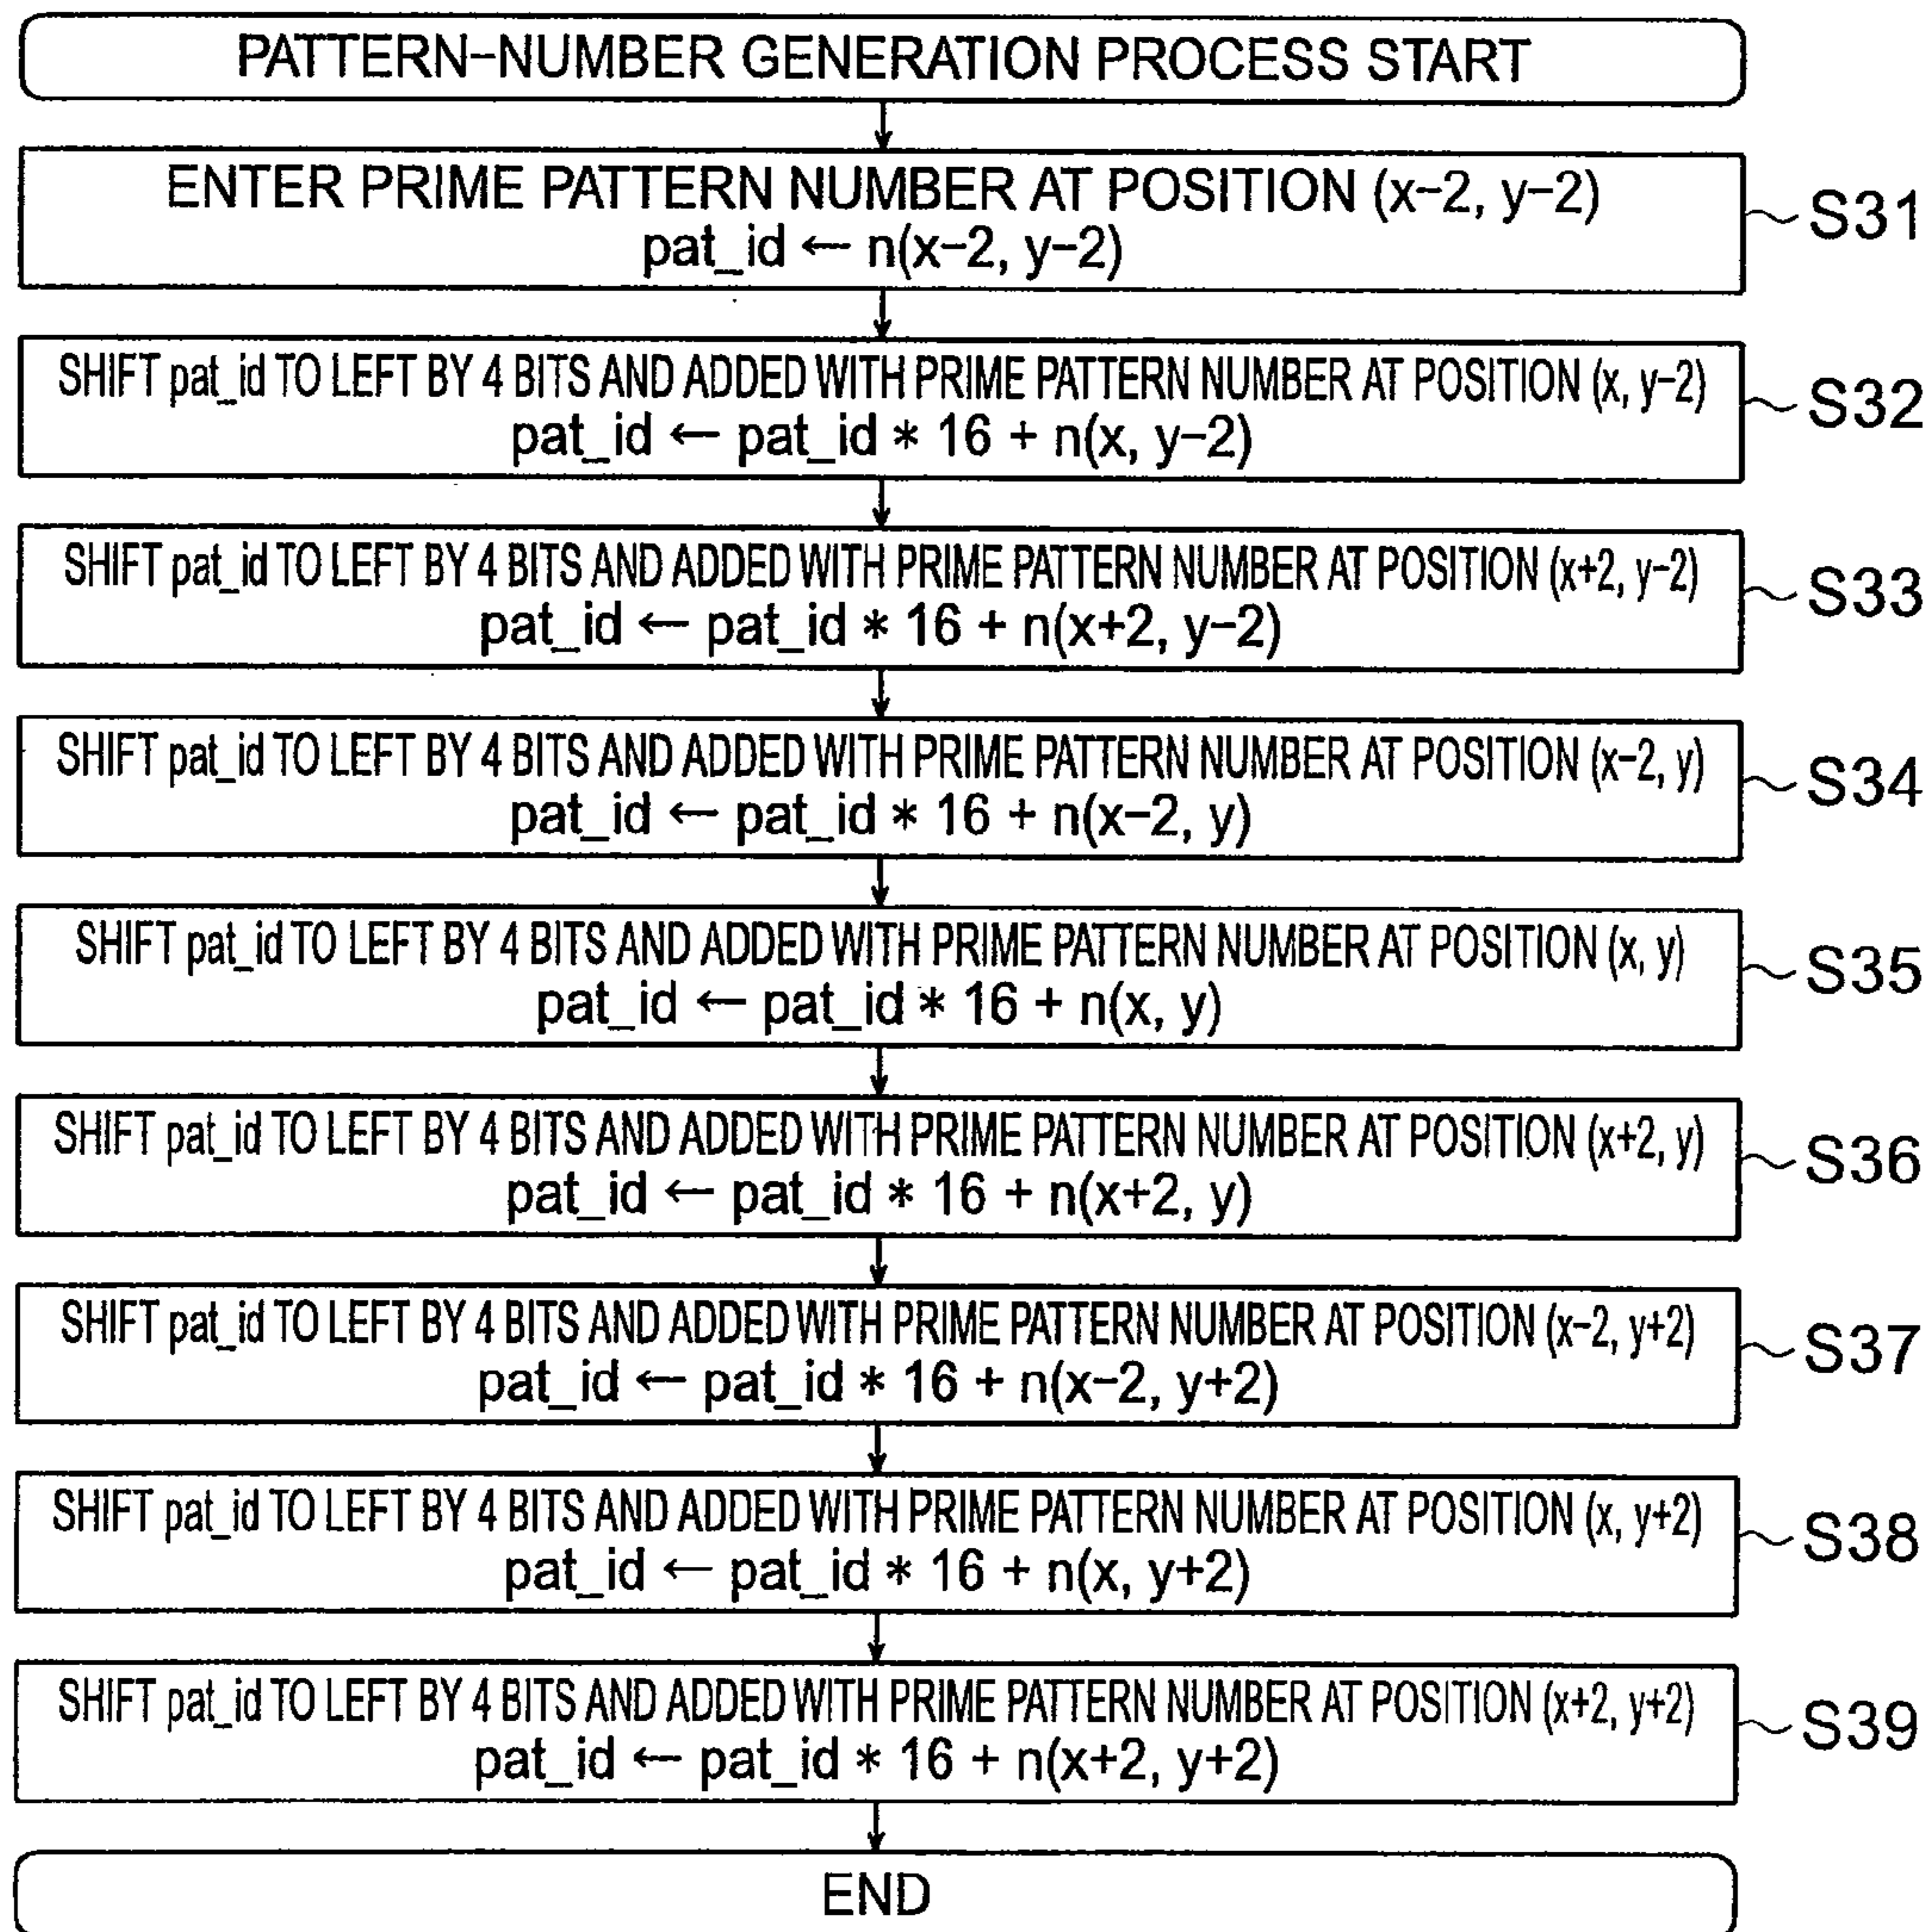 PATTERN-NUMBER GENERATION PROCESS START
ENTER PRIME PATTERN NUMBER AT POSITION (x-2, y-2)
pat_id ← n(x-2, y-2)
S31
SHIFT pat_id TO LEFT BY 4 BITS AND ADDED WITH PRIME PATTERN NUMBER AT POSITION (x, y-2)
pat_id ← pat_id * 16 + n(x, y-2)
S32
SHIFT pat_id TO LEFT BY 4 BITS AND ADDED WITH PRIME PATTERN NUMBER AT POSITION (x+2, y-2)
pat_id ← pat_id * 16 + n(x+2, y-2)
S33
SHIFT pat_id TO LEFT BY 4 BITS AND ADDED WITH PRIME PATTERN NUMBER AT POSITION (x-2, y)
pat_id ← pat_id * 16 + n(x-2, y)
S34
SHIFT pat_id TO LEFT BY 4 BITS AND ADDED WITH PRIME PATTERN NUMBER AT POSITION (x, y)
pat_id ← pat_id * 16 + n(x, y)
S35
SHIFT pat_id TO LEFT BY 4 BITS AND ADDED WITH PRIME PATTERN NUMBER AT POSITION (x+2, y)
pat_id ← pat_id * 16 + n(x+2, y)
S36
SHIFT pat_id TO LEFT BY 4 BITS AND ADDED WITH PRIME PATTERN NUMBER AT POSITION (x-2, y+2)
pat_id ← pat_id * 16 + n(x-2, y+2)
S37
SHIFT pat_id TO LEFT BY 4 BITS AND ADDED WITH PRIME PATTERN NUMBER AT POSITION (x, y+2)
pat_id ← pat_id * 16 + n(x, y+2)
S38
SHIFT pat_id TO LEFT BY 4 BITS AND ADDED WITH PRIME PATTERN NUMBER AT POSITION (x+2, y+2)
pat_id ← pat_id * 16 + n(x+2, y+2)
S39
END